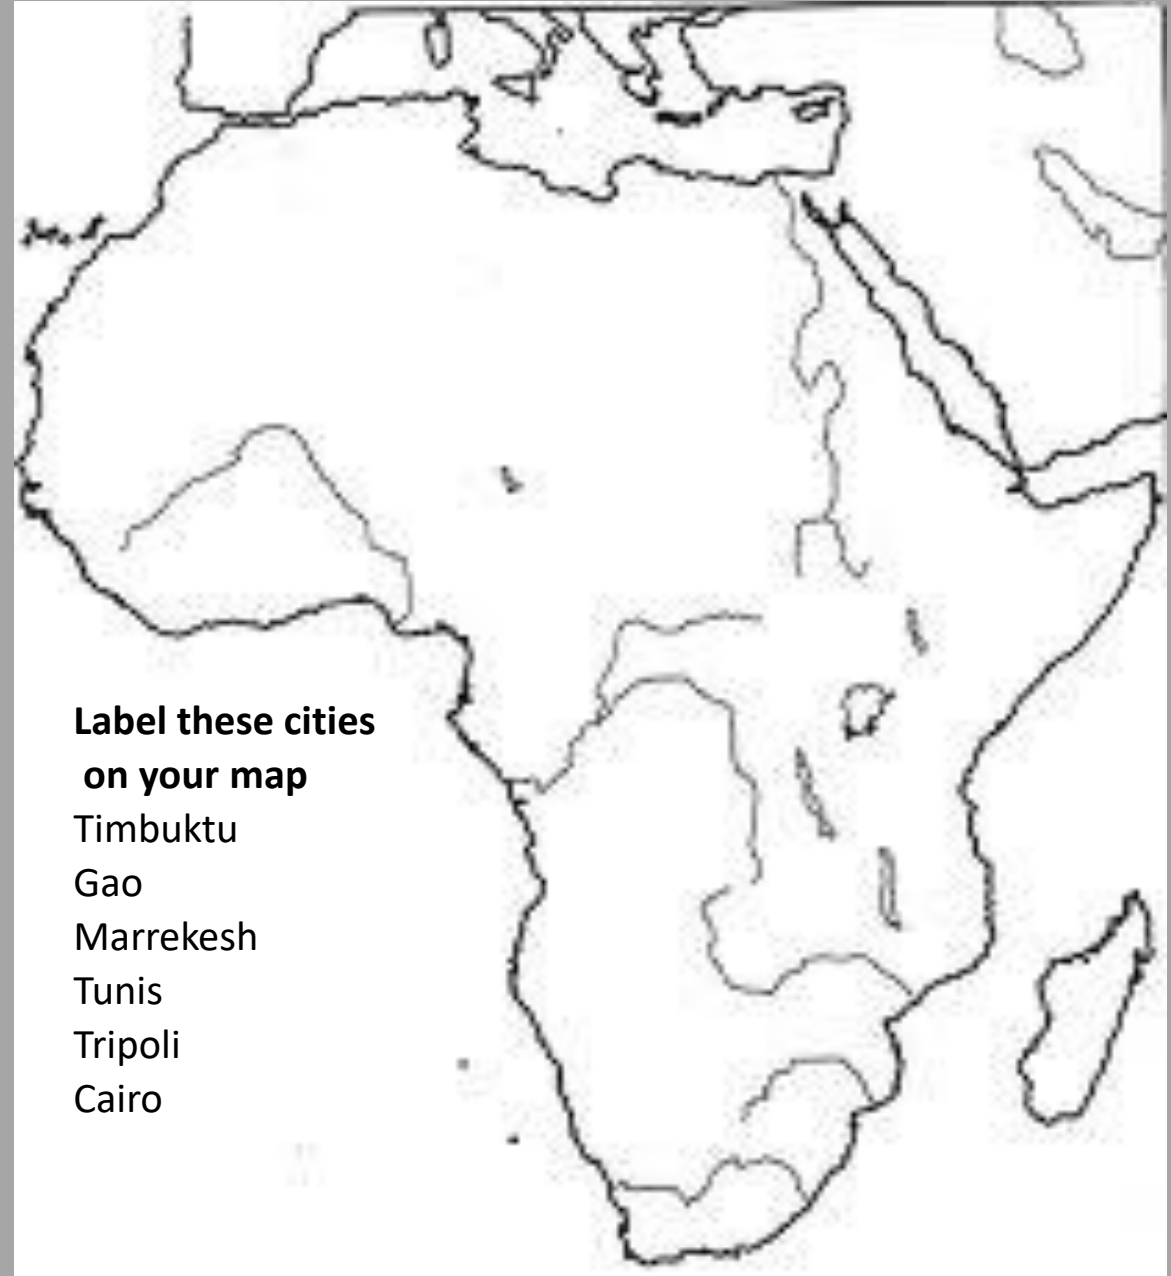 Label these cities
on your map
Timbuktu
Gao
Marrekesh
Tunis
Tripoli
Cairo